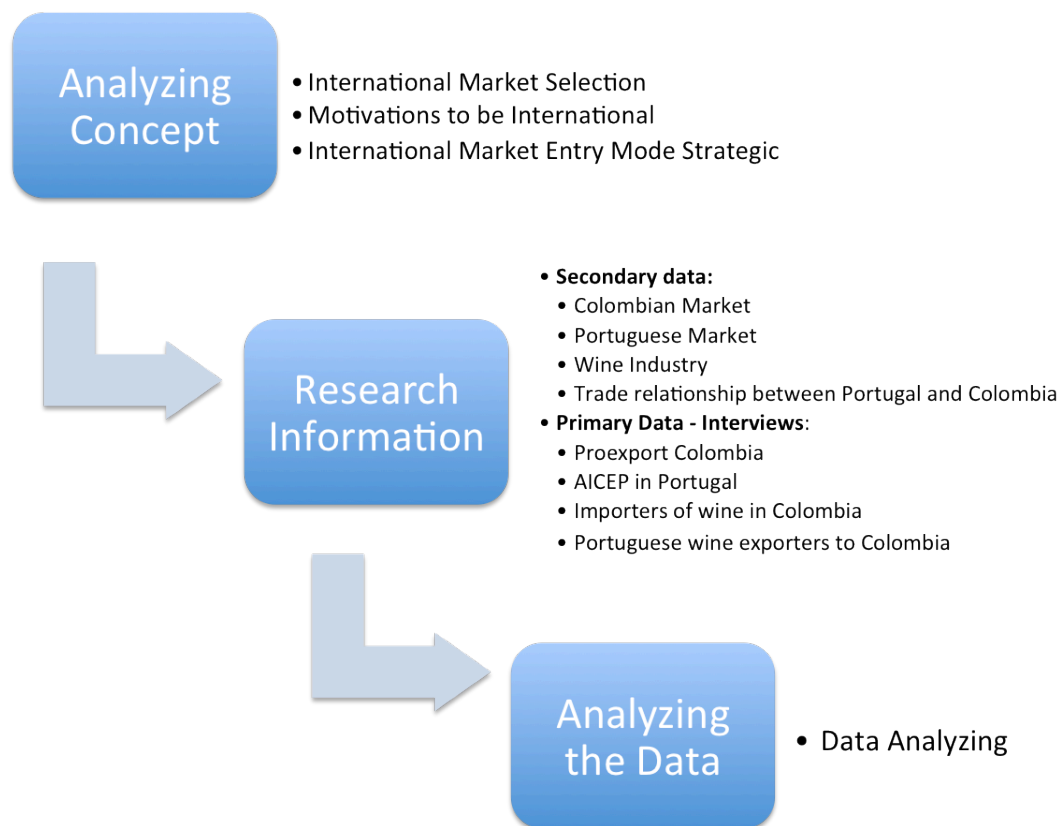 Analyzing
Concept
• International Market Selection
• Motivations to be International
• International Market Entry Mode Strategic
Research
Information
• Secondary data:
• Colombian Market
• Portuguese Market
• Wine Industry
• Trade relationship between Portugal and Colombia
• Primary Data - Interviews:
• Proexport Colombia
• AICEP in Portugal
• Importers of wine in Colombia
• Portuguese wine exporters to Colombia
Analyzing
the Data
• Data Analyzing